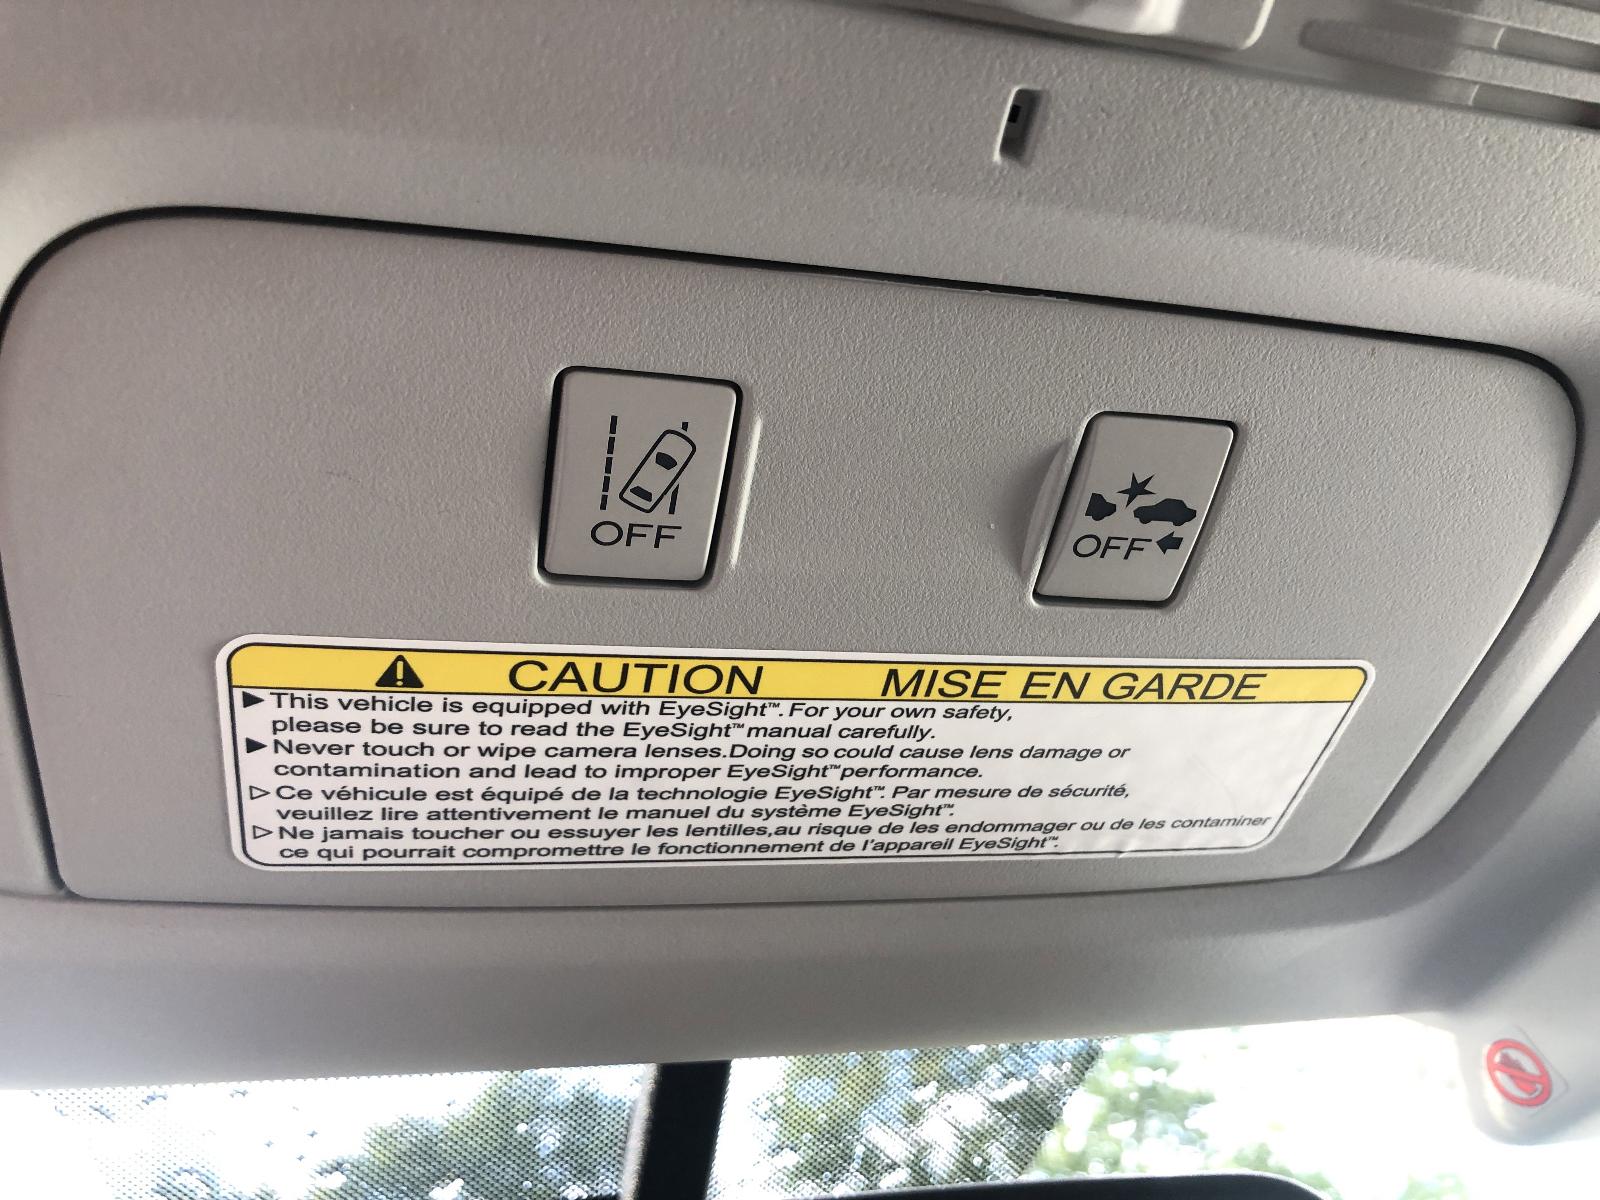 OFF
OFF
CAUTION MISE EN GARDE
This vehicle is equipped with EyeSight™. For your own safety,
please be sure to read the EyeSight™ manual carefully.
Never touch or wipe camera lenses.Doing so could cause lens damage or
contamination and lead to improper EyeSight™ performance.
Ce véhicule est équipé de la technologie EyeSight™. Par mesure de sécurité,
veuillez lire attentivement le manuel du système EyeSight™.
Ne jamais toucher ou essuyer les lentilles,au risque de les endommager ou de les contaminer
ce qui pourrait compromettre le fonctionnement de l'appareil EyeSight™.